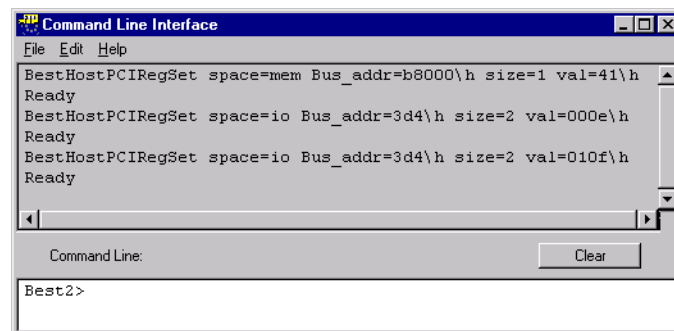 Command Line Interface
File Edit Help
BestHostPCIRegSet space=mem Bus_addr=b8000\h size=1 val=41\h
Ready
BestHostPCIRegSet space=io Bus_addr=3d4\h size=2 val=000e\h
Ready
BestHostPCIRegSet space=io Bus_addr=3d4\h size=2 val=010f\h
Ready
Command Line:
Clear
Best2>